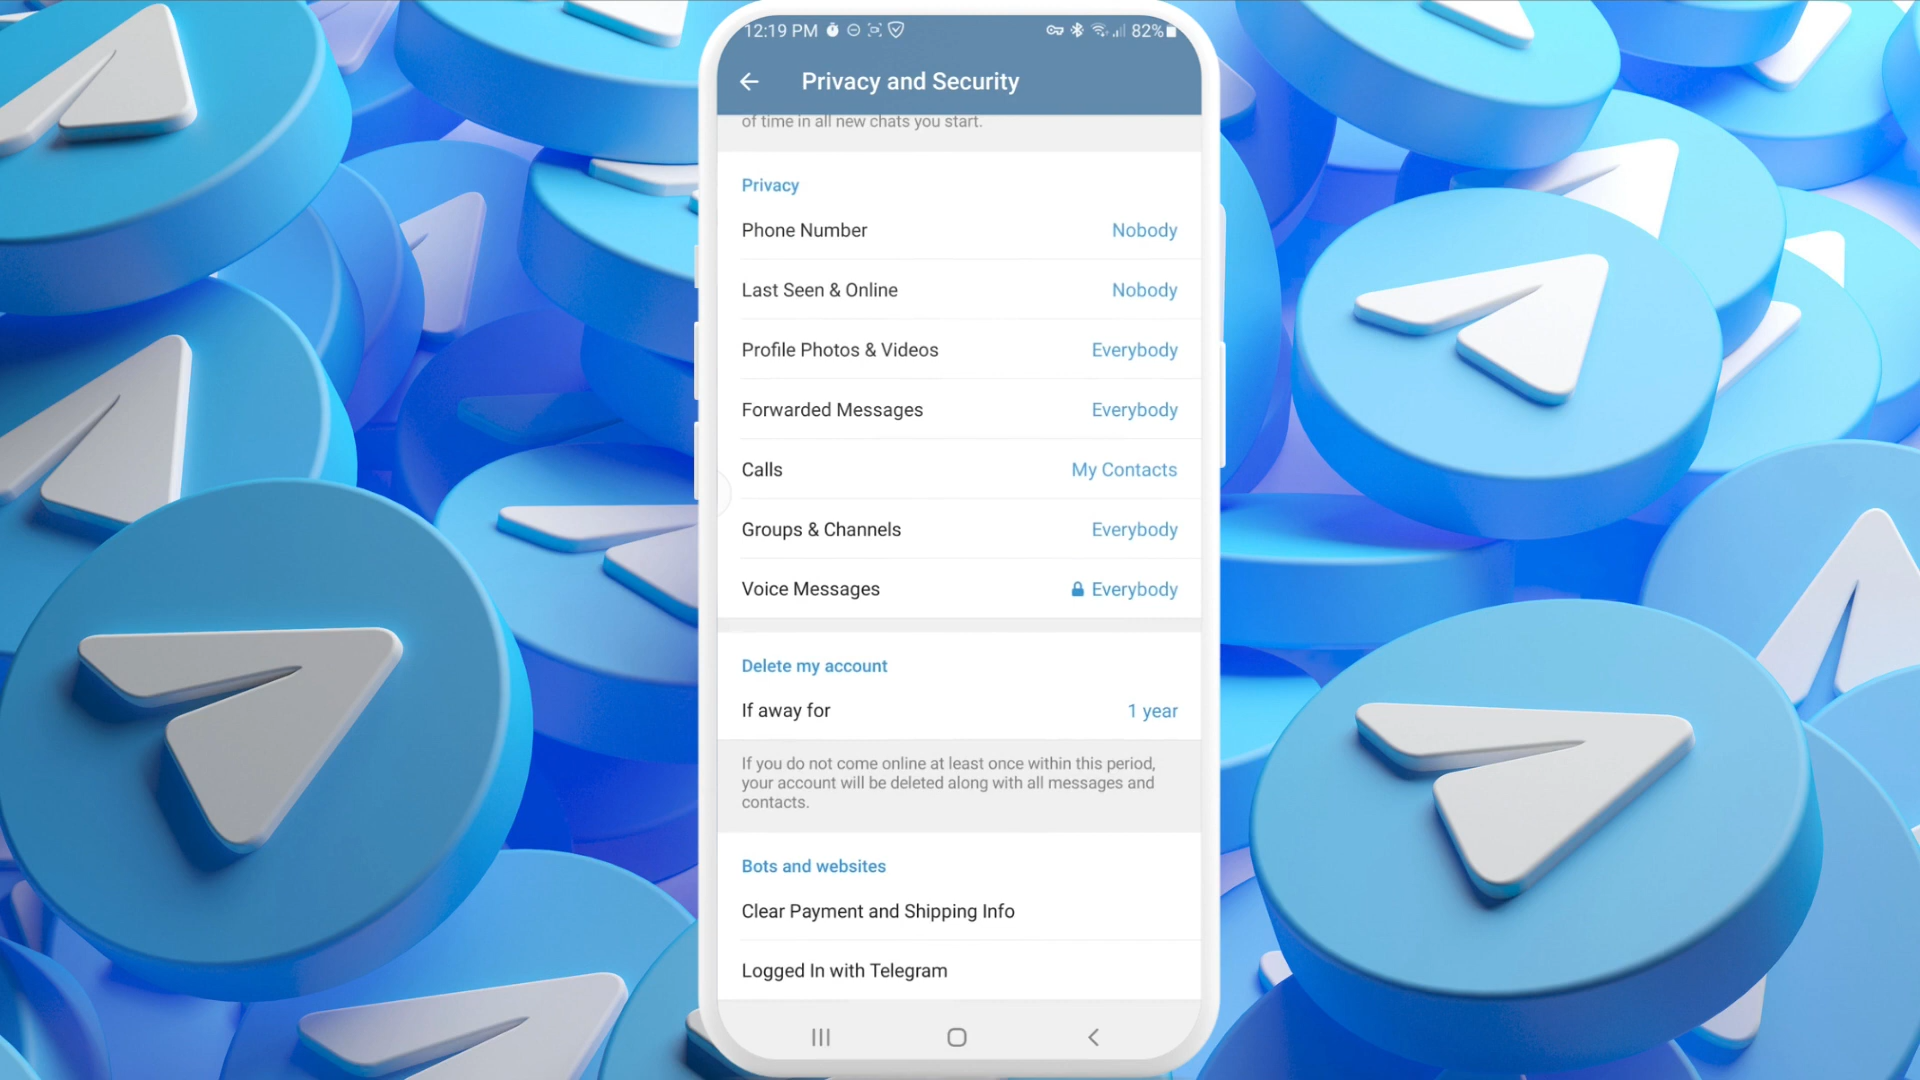 12:19 PM 82%
Privacy and Security
of time in all new chats you start.
Privacy
Phone Number Nobody
Last Seen & Online Nobody
Profile Photos & Videos Everybody
Forwarded Messages Everybody
Calls My Contacts
Groups & Channels Everybody
Voice Messages Everybody
Delete my account
If away for 1 year
If you do not come online at least once within this period,
your account will be deleted along with all messages and
contacts.
Bots and websites
Clear Payment and Shipping Info
Logged In with Telegram